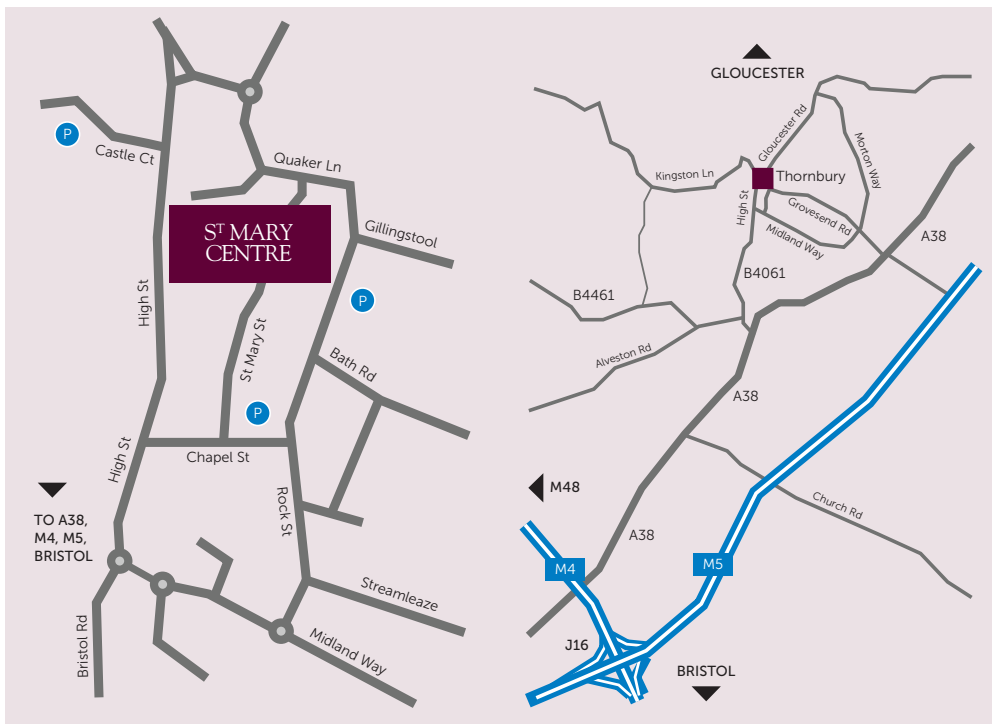 P
Castle Ct
Quaker Ln
Gillingstool
ST MARY
CENTRE
High St
P
St Mary St
Bath Rd
P
High St
Chapel St
Rock St
TO A38,
M4, M5,
BRISTOL
Streamleaze
Bristol Rd
Midland Way
GLOUCESTER
Gloucester Rd
Morton Way
Kingston Ln
Thornbury
High St
Grovesend Rd
Midland Way
A38
B4061
B4461
Alveston Rd
A38
M48
Church Rd
A38
M4
M5
J16
BRISTOL